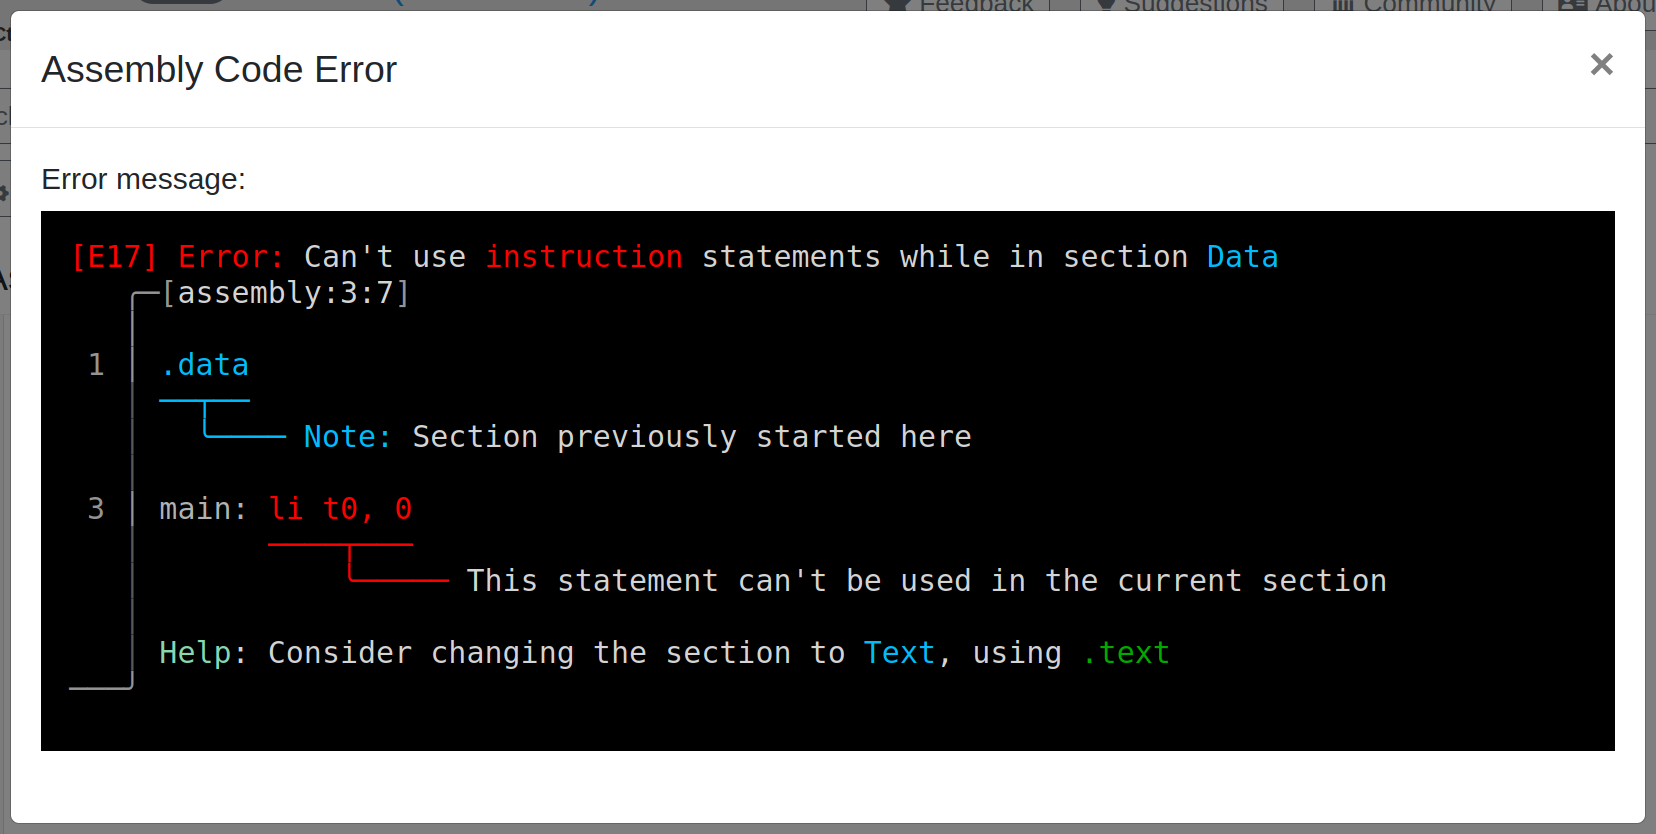 Feedback Suggestions Community
Assembly Code Error
×
Error message:
[E17] Error: Can't use instruction statements while in section Data
[assembly:3:7]
1 │ .data
Note: Section previously started here
3 │ main: li t0, 0
This statement can't be used in the current section
Help: Consider changing the section to Text, using .text